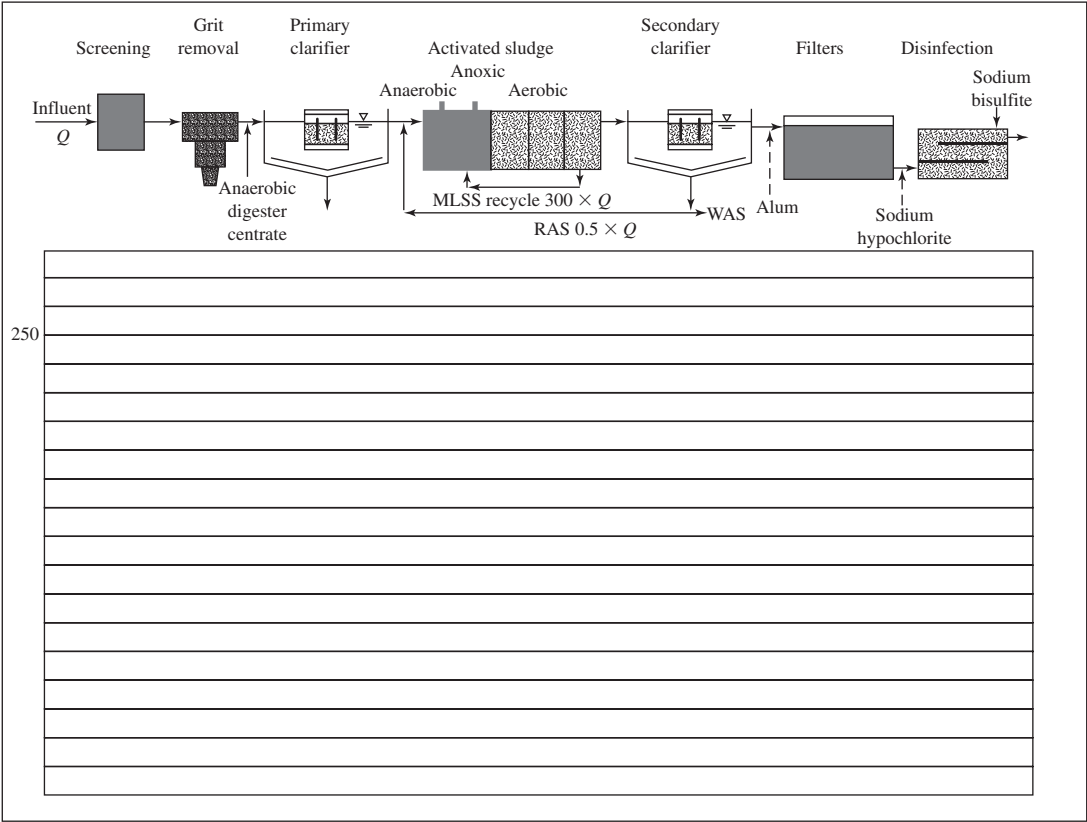 Grit
removal
Primary
clarifier
Secondary
clarifier
Screening
Activated sludge
Filters
Disinfection
Anoxic
Anaerobic
Aerobic
Sodium
bisulfite
Influent
Q
Anaerobic
digester
centrate
MLSS recycle 300 × Q
RAS 0.5 × Q
WAS
Alum
Sodium
hypochlorite
250